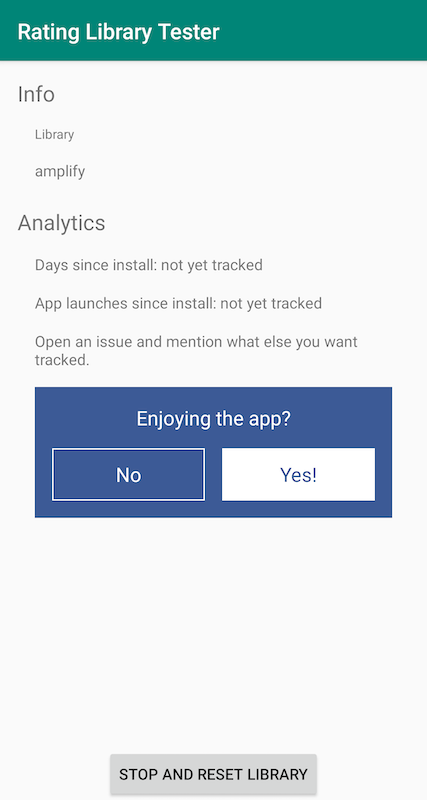 Rating Library Tester
Info
Library
amplify
Analytics
Days since install: not yet tracked
App launches since install: not yet tracked
Open an issue and mention what else you want
tracked.
Enjoying the app?
No
Yes!
STOP AND RESET LIBRARY